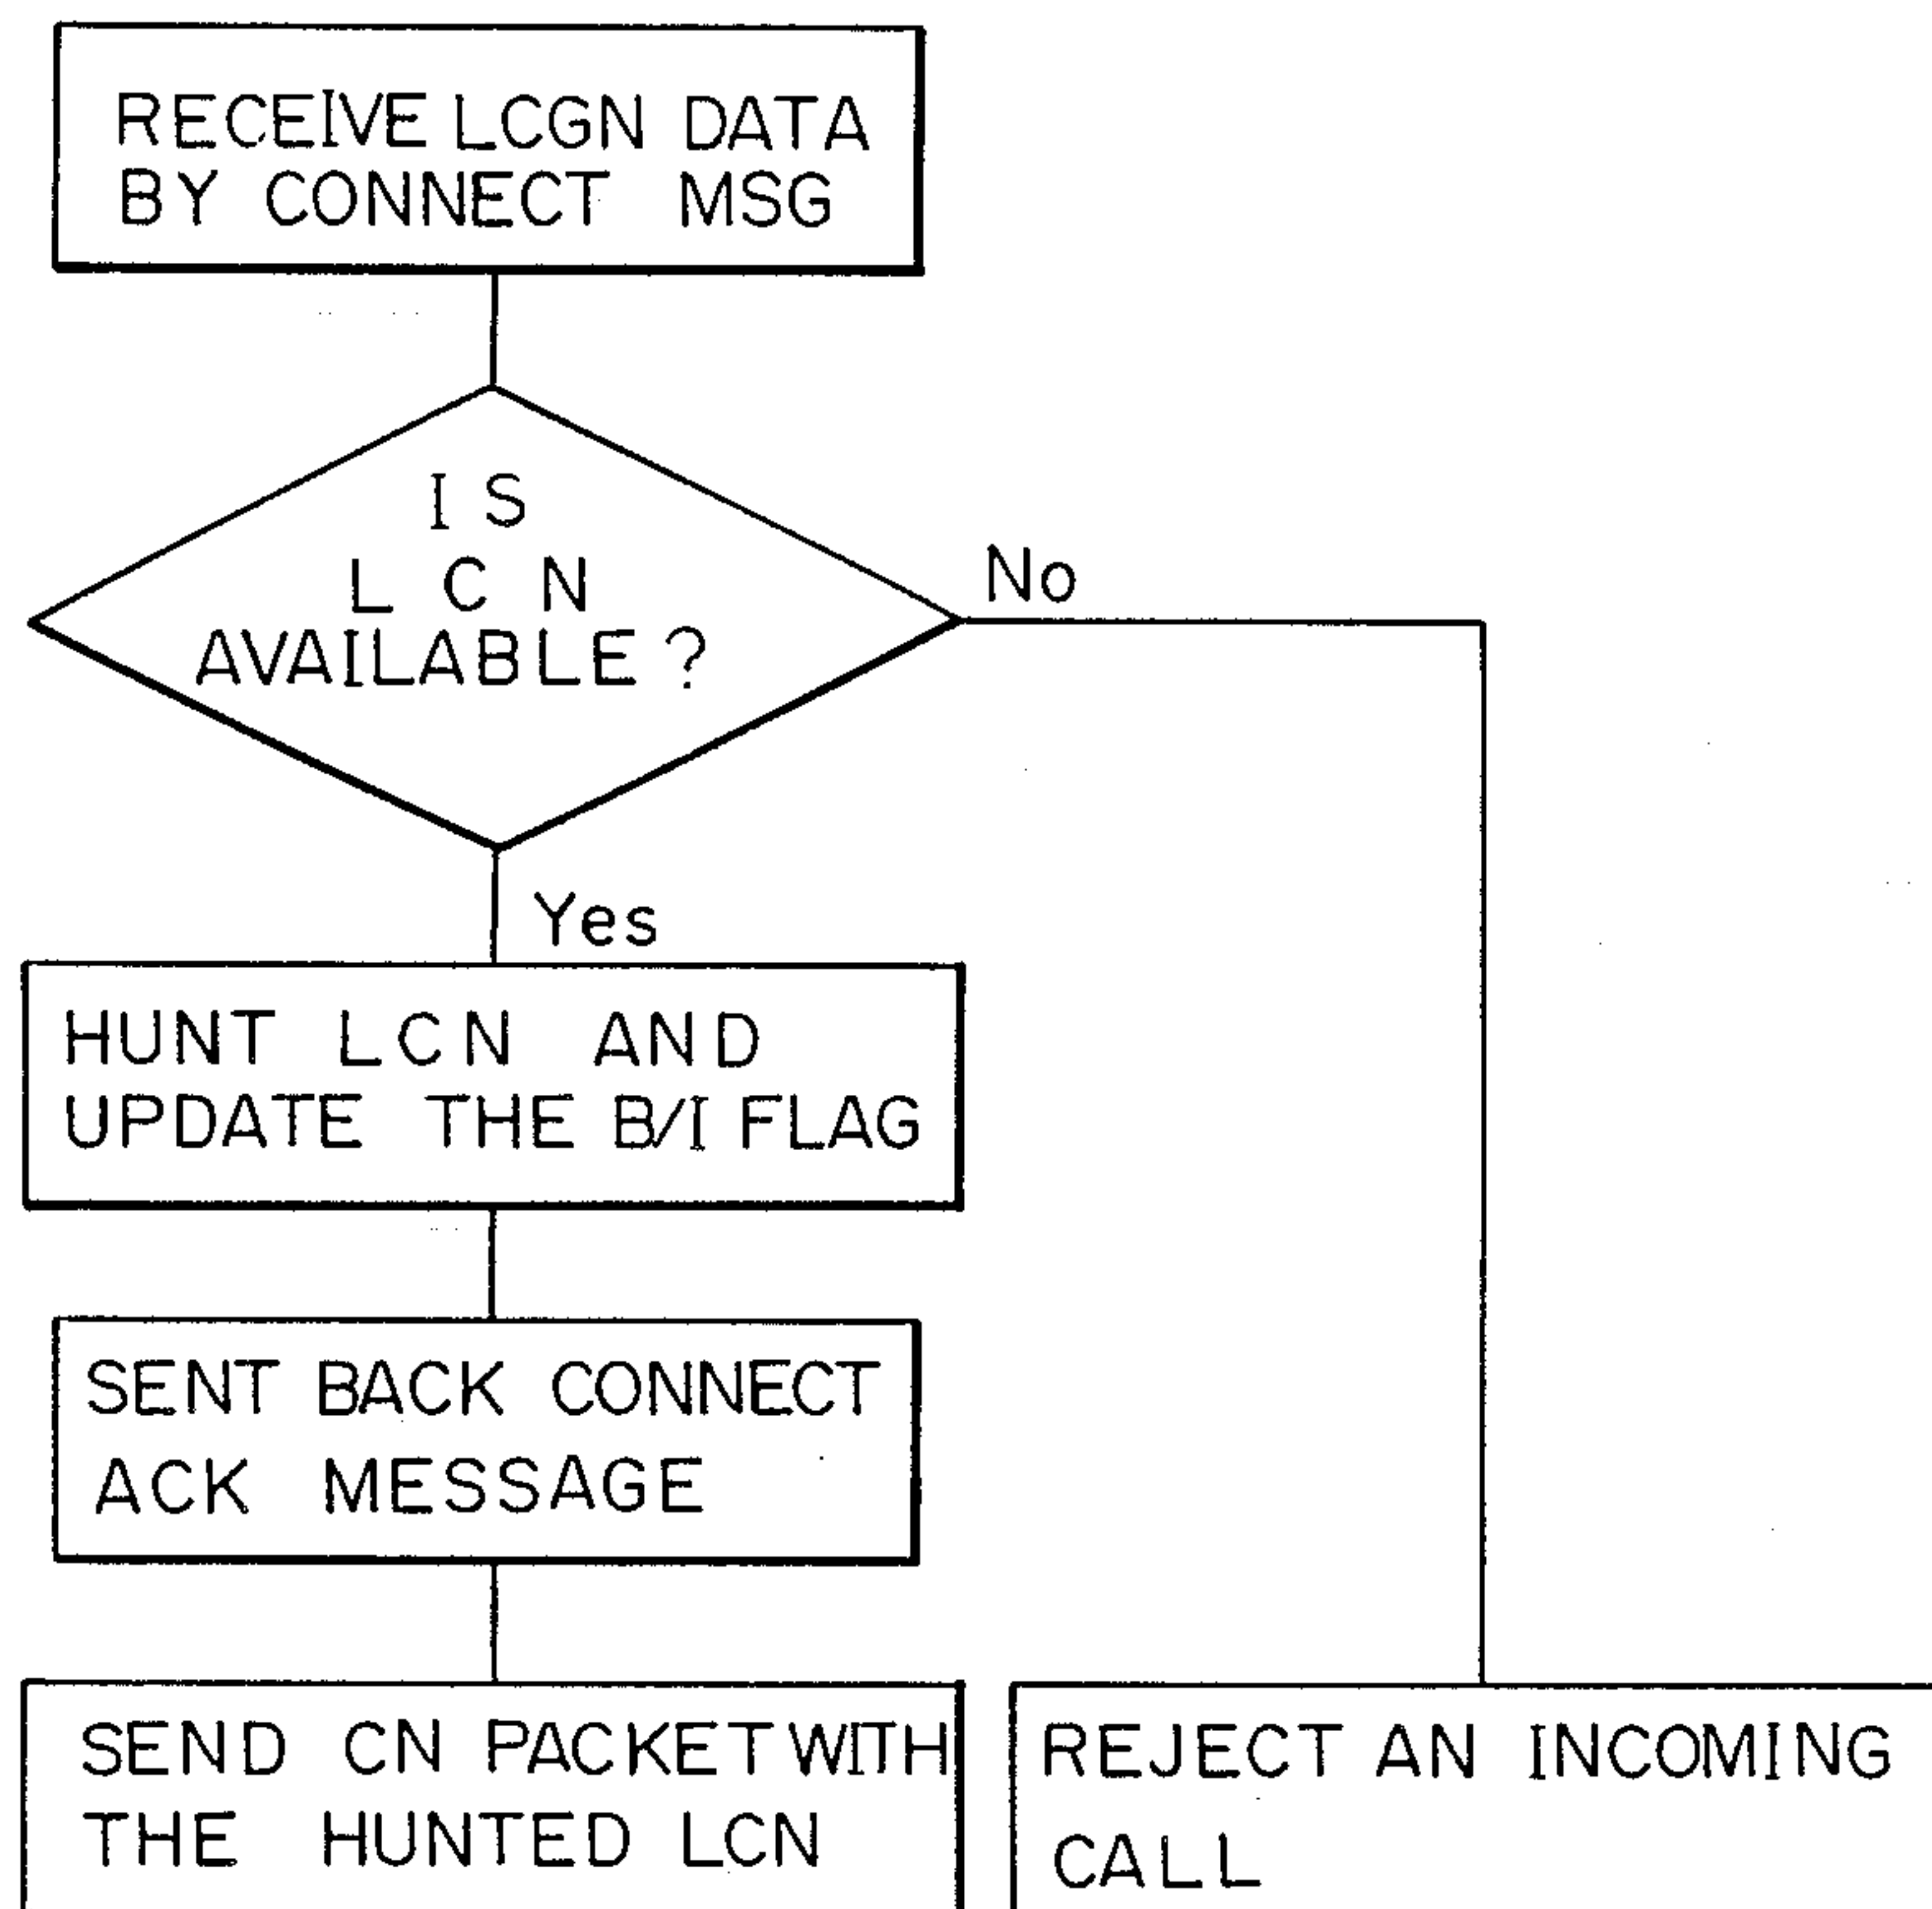 RECEIVE LCGN DATA
BY CONNECT MSG
IS
LCN
AVAILABLE?
No
Yes
HUNT LCN AND
UPDATE THE B/I FLAG
SENT BACK CONNECT
ACK MESSAGE
SEND CN PACKET WITH
THE HUNTED LCN
REJECT AN INCOMING
CALL